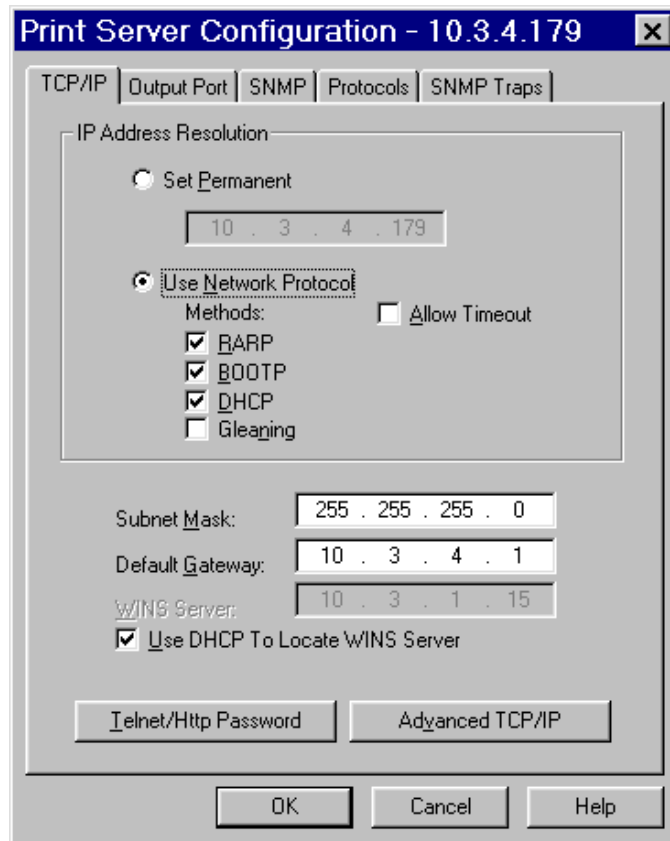 Print Server Configuration - 10.3.4.179
TCP/IP Output Port SNMP Protocols SNMP Traps
IP Address Resolution
Set Permanent
10 . 3 . 4 . 179
Use Network Protocol
Methods: Allow Timeout
RARP
BOOTP
DHCP
Gleaning
Subnet Mask: 255 . 255 . 255 . 0
Default Gateway: 10 . 3 . 4 . 1
WINS Server: 10 . 3 . 1 . 15
Use DHCP To Locate WINS Server
Telnet/Http Password Advanced TCP/IP
OK Cancel Help